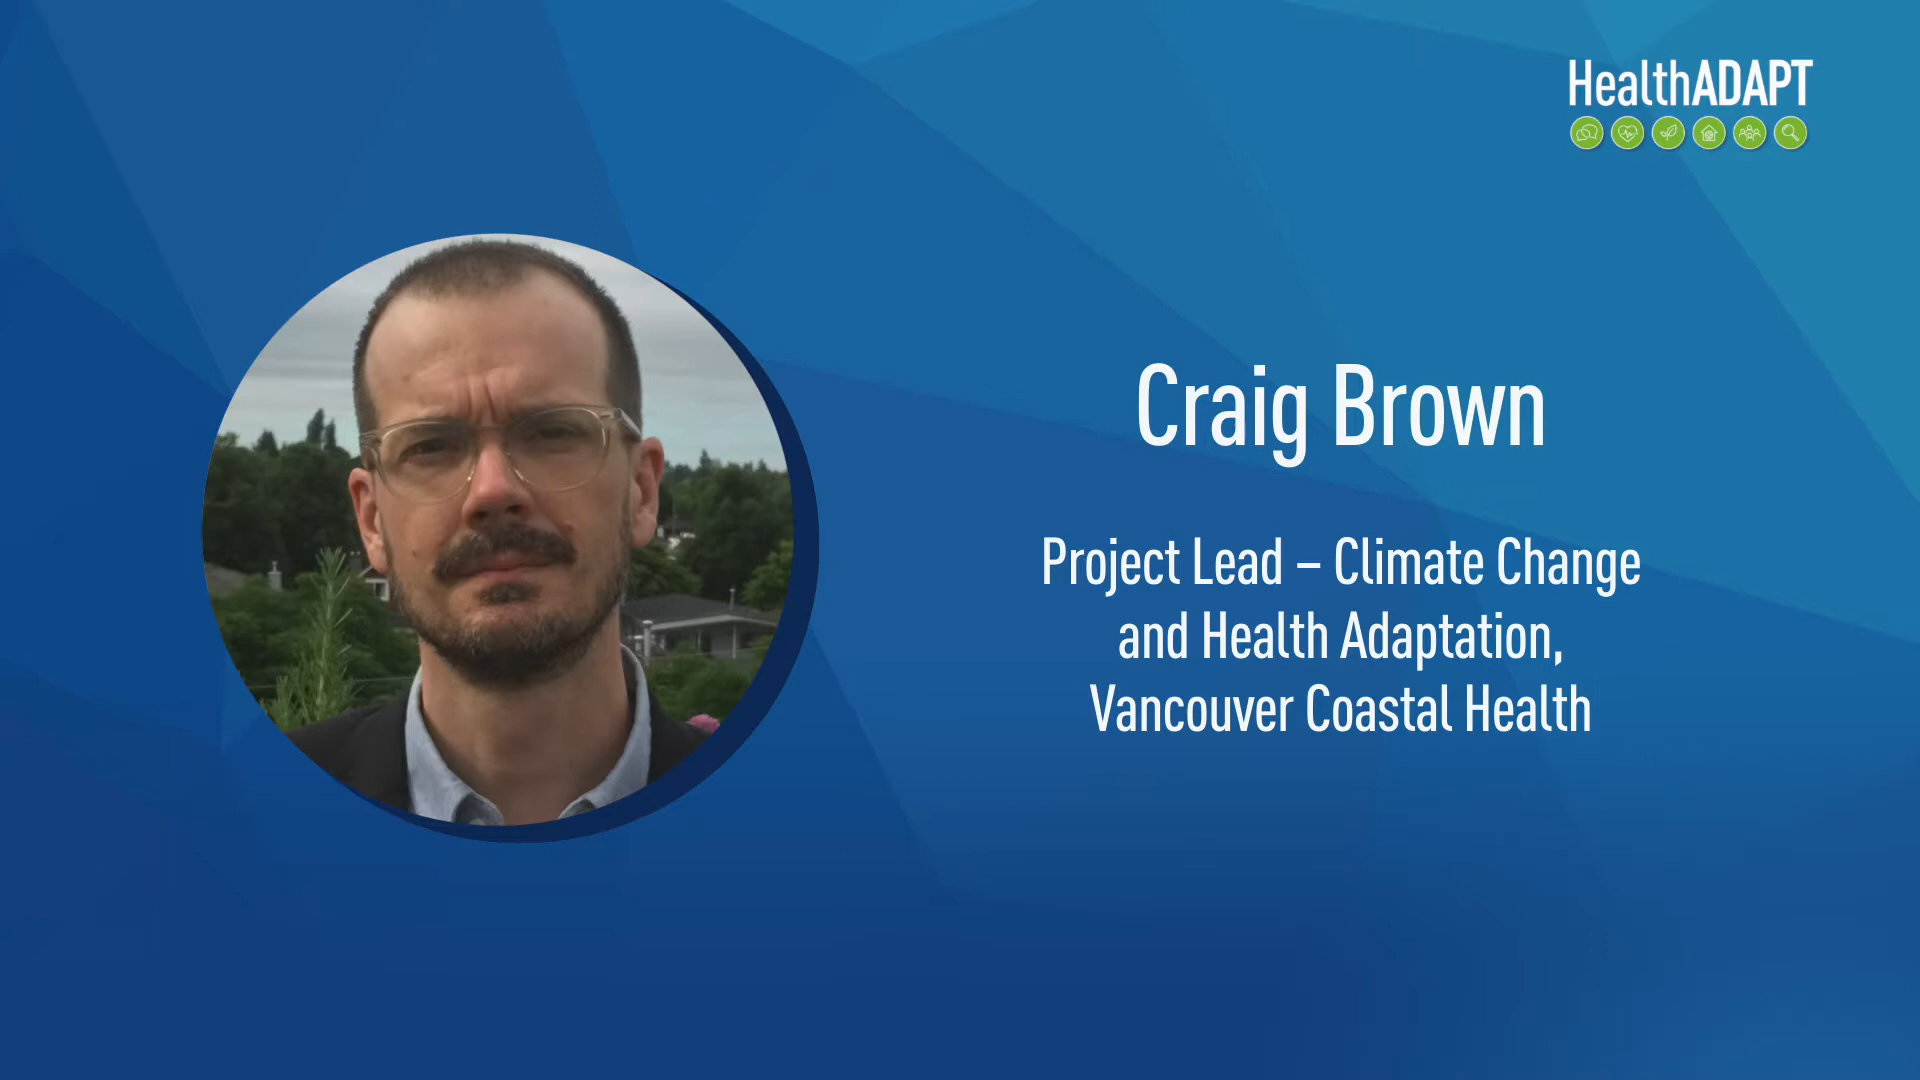 HealthADAPT
Craig Brown
Project Lead – Climate Change
and Health Adaptation,
Vancouver Coastal Health